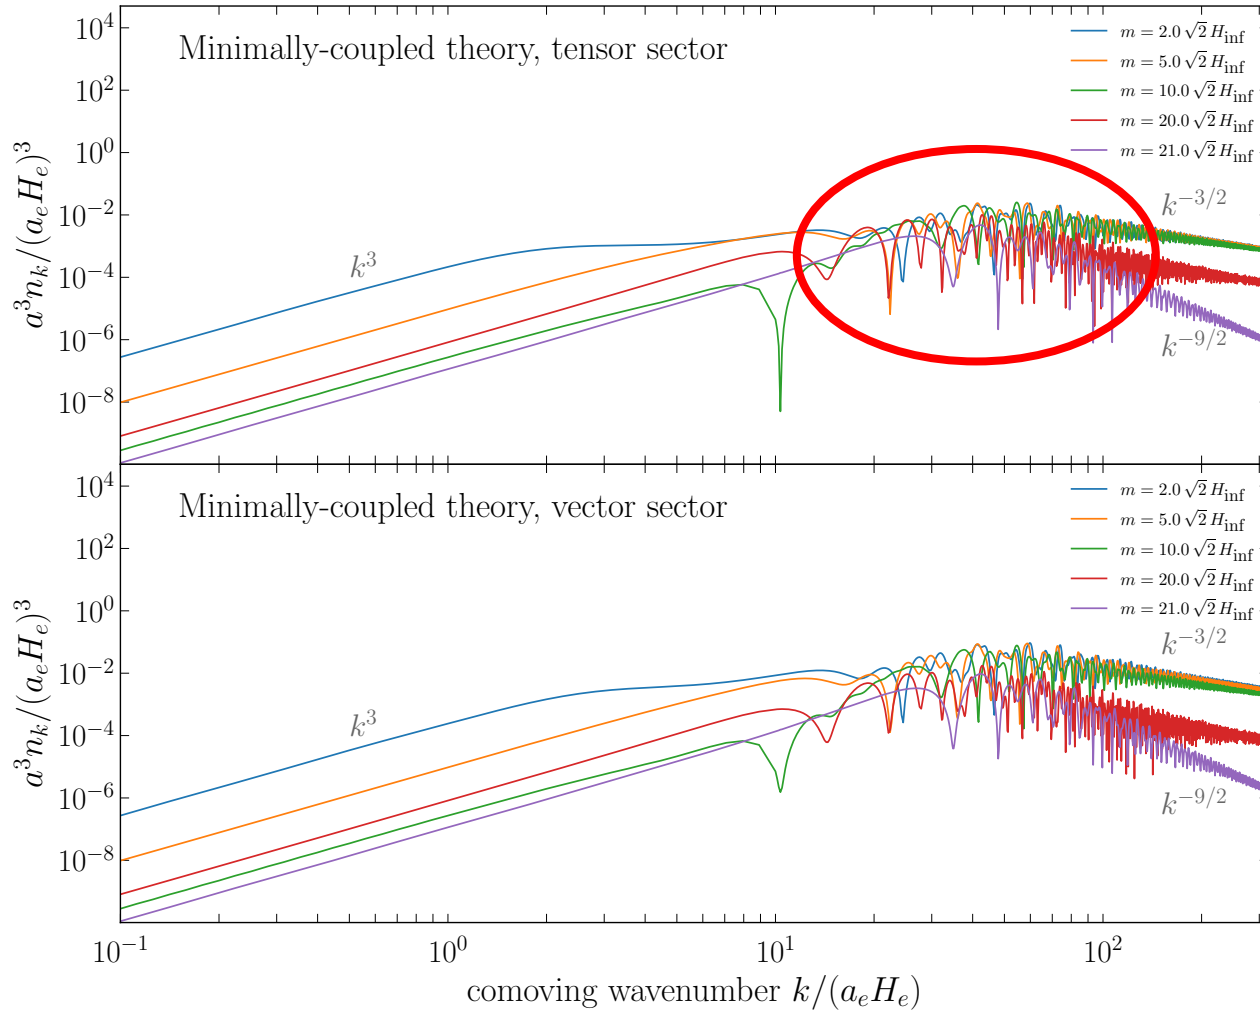 Minimally-coupled theory, tensor sector
m = 2.0 √2 H_inf
m = 5.0 √2 H_inf
m = 10.0 √2 H_inf
m = 20.0 √2 H_inf
m = 21.0 √2 H_inf
10^4
10^2
10^0
10^−2
10^−4
10^−6
10^−8
a^3 n_k/(a_e H_e)^3
k^3
k^−3/2
k^−9/2
Minimally-coupled theory, vector sector
m = 2.0 √2 H_inf
m = 5.0 √2 H_inf
m = 10.0 √2 H_inf
m = 20.0 √2 H_inf
m = 21.0 √2 H_inf
10^4
10^2
10^0
10^−2
10^−4
10^−6
10^−8
a^3 n_k/(a_e H_e)^3
k^3
k^−3/2
k^−9/2
10^−1
10^0
10^1
10^2
comoving wavenumber k/(a_e H_e)